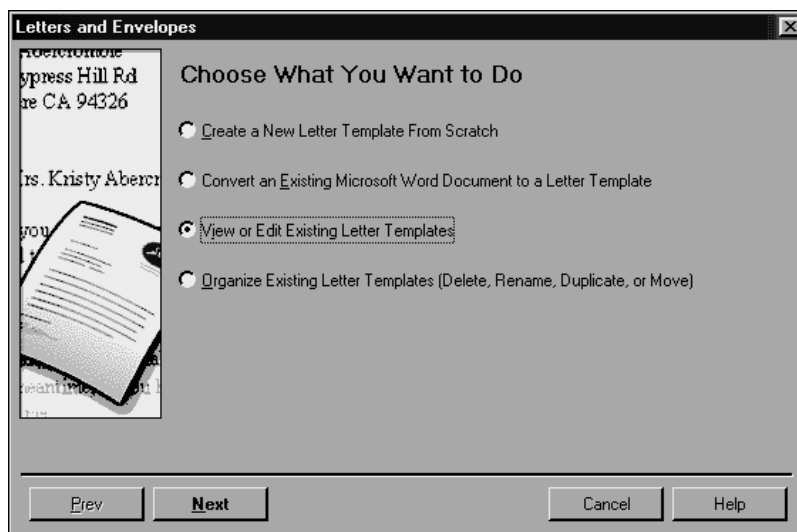 Letters and Envelopes
ypress Hill Rd
re CA 94326
rs. Kristy Abercr
you
Choose What You Want to Do
Create a New Letter Template From Scratch
Convert an Existing Microsoft Word Document to a Letter Template
View or Edit Existing Letter Templates
Organize Existing Letter Templates (Delete, Rename, Duplicate, or Move)
Prev
Next
Cancel
Help